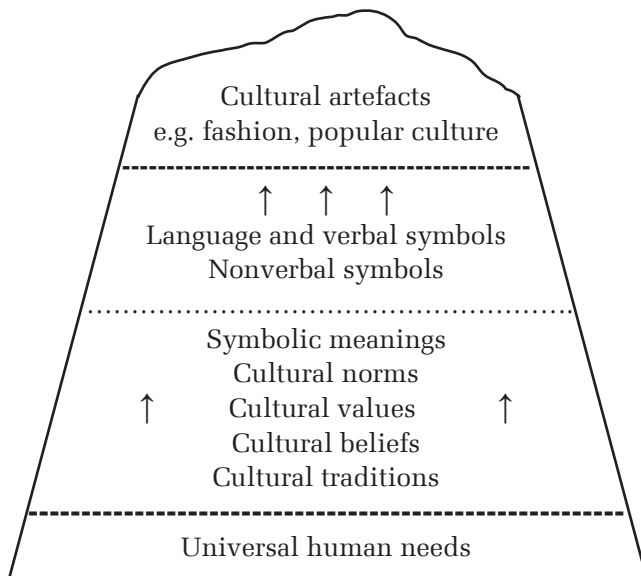 Cultural artefacts
e.g. fashion, popular culture
Language and verbal symbols
Nonverbal symbols
Symbolic meanings
Cultural norms
Cultural values
Cultural beliefs
Cultural traditions
Universal human needs